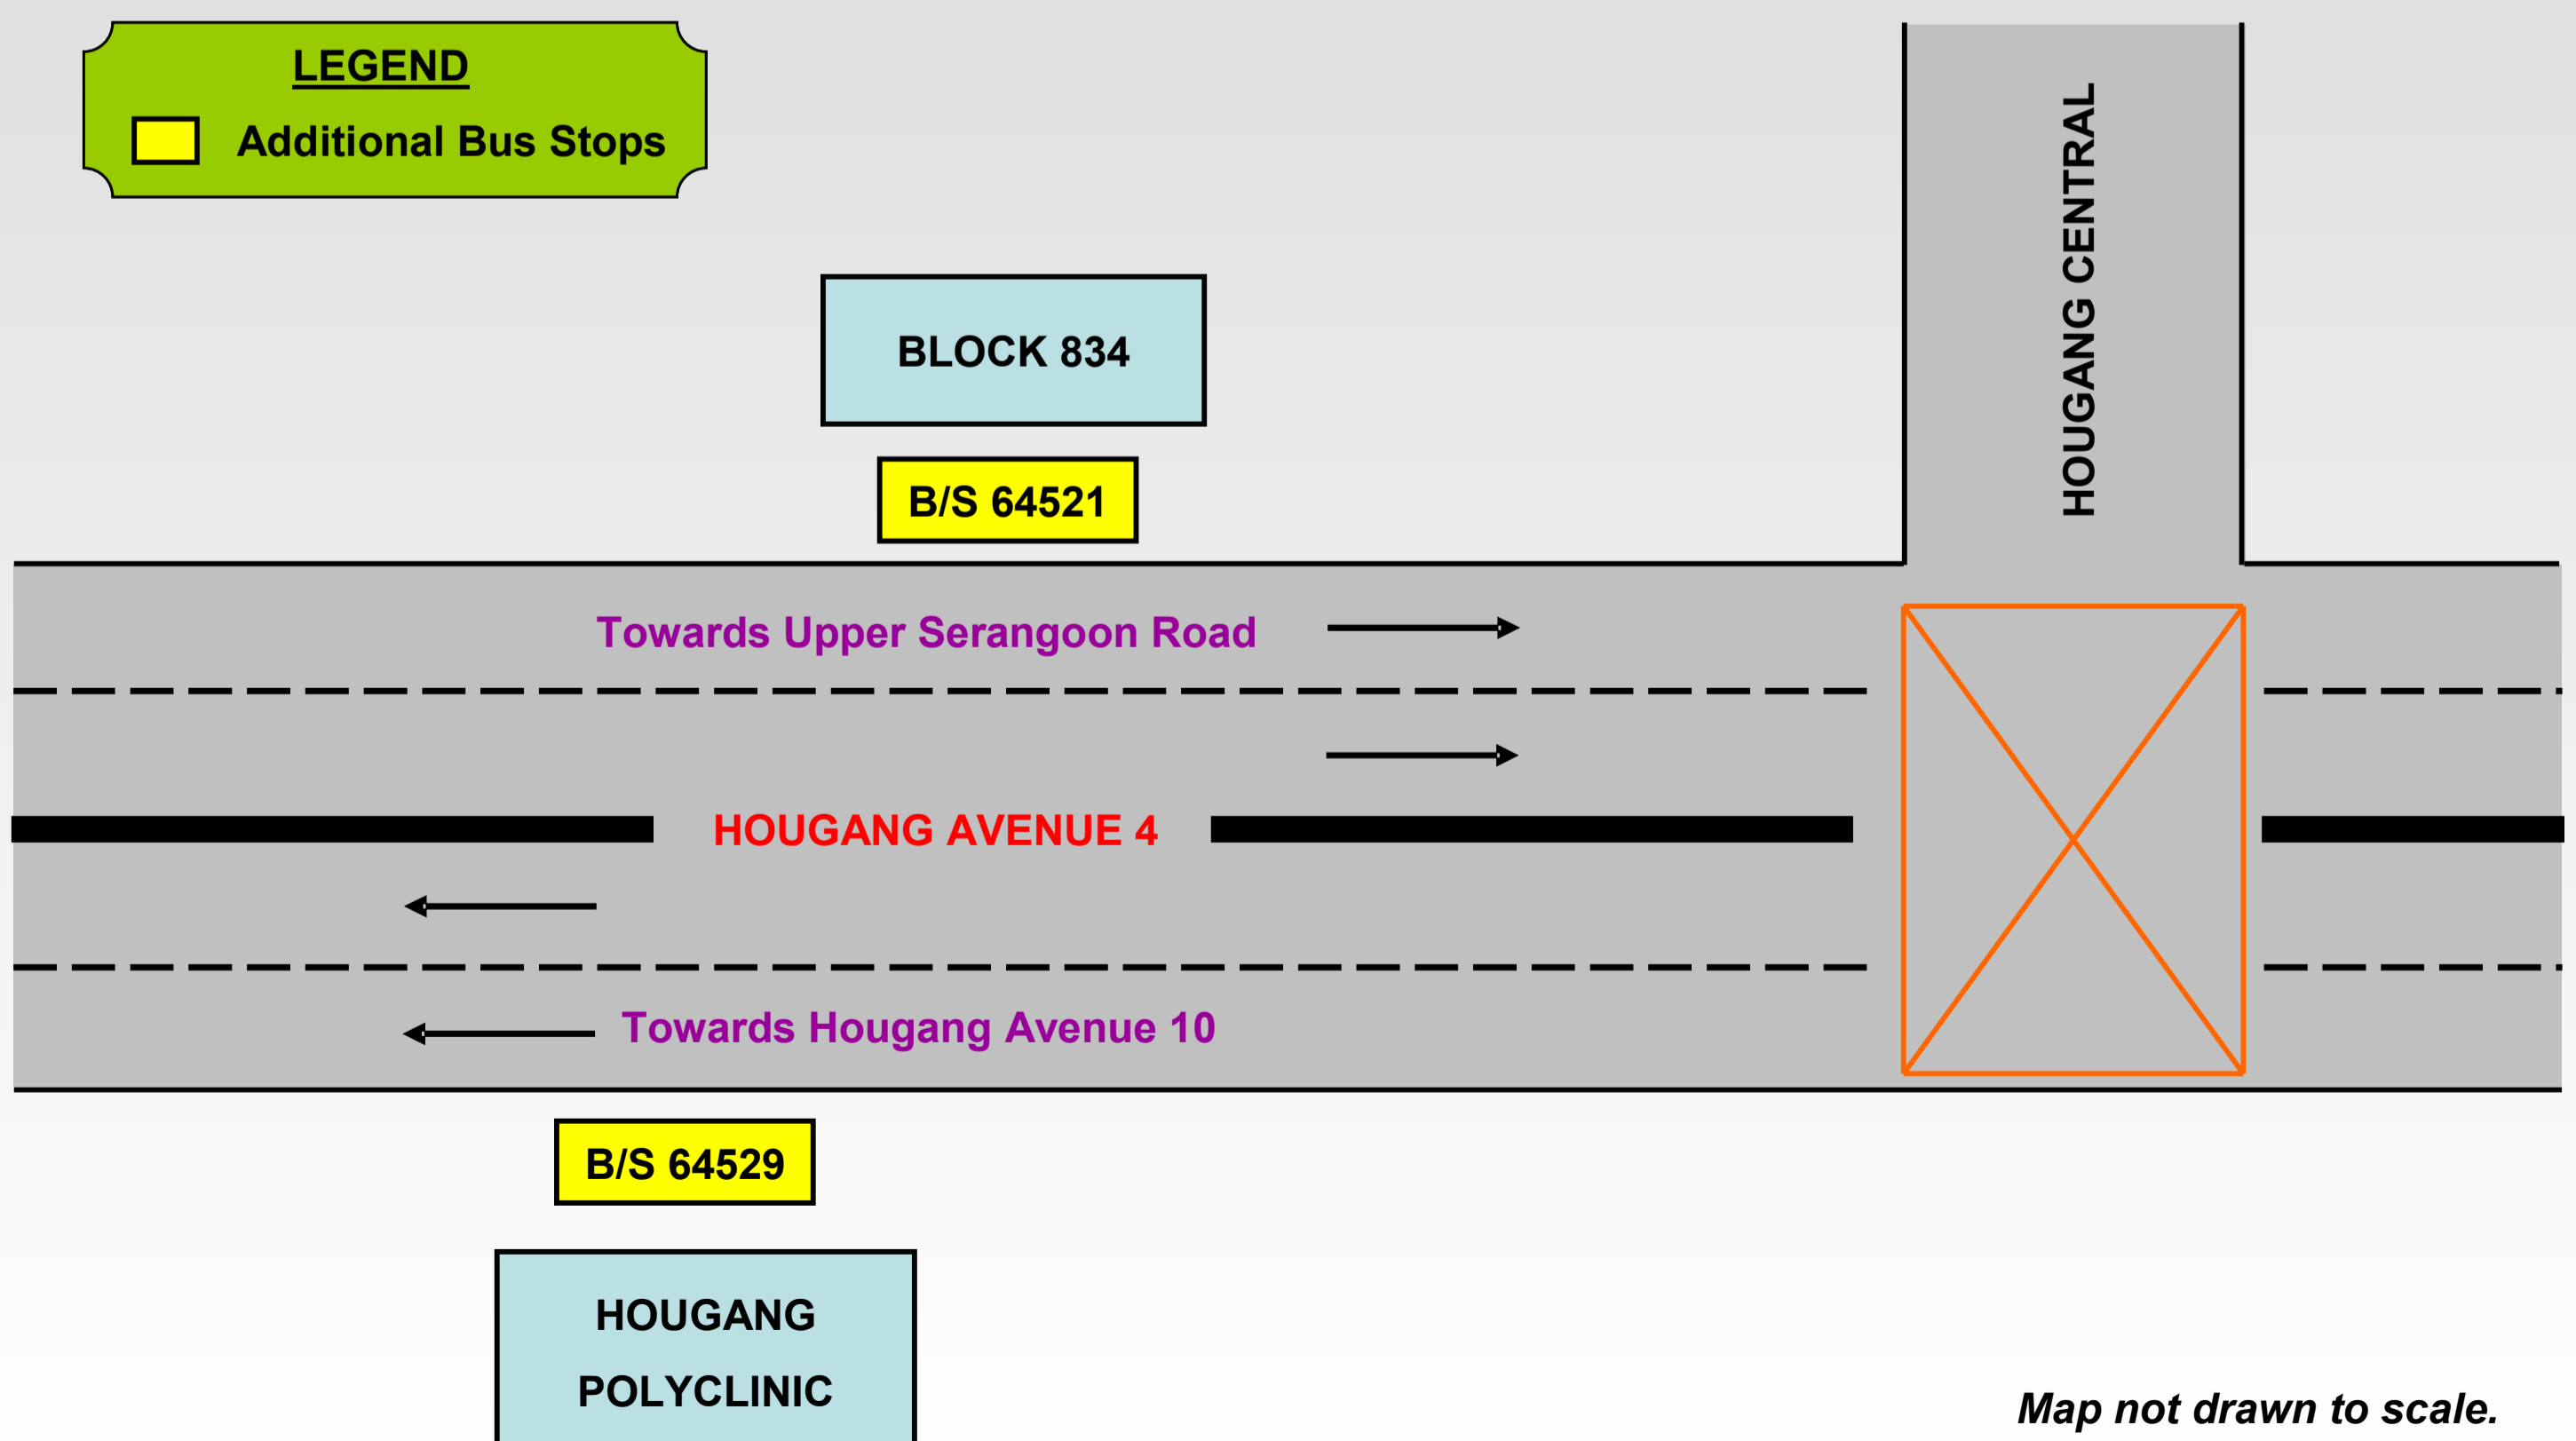 LEGEND
Additional Bus Stops
HOUGANG CENTRAL
BLOCK 834
B/S 64521
Towards Upper Serangoon Road
HOUGANG AVENUE 4
Towards Hougang Avenue 10
B/S 64529
HOUGANG
POLYCLINIC
Map not drawn to scale.